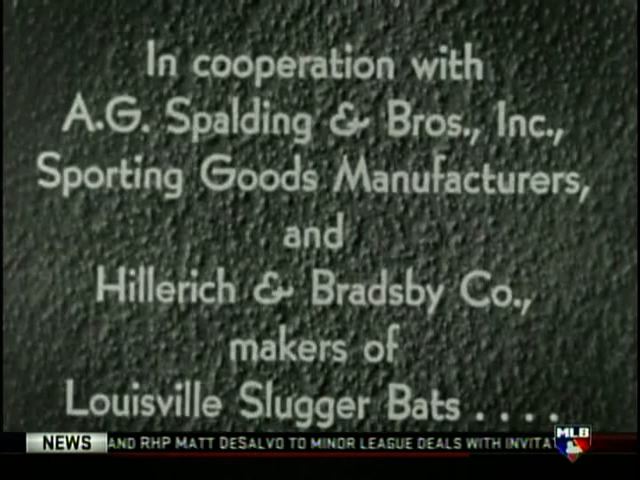 In cooperation with
A.G. Spalding & Bros., Inc.,
Sporting Goods Manufacturers,
and
Hillerich & Bradsby Co.,
makers of
Louisville Slugger Bats . . . .
NEWS AND RHP MATT DESALVO TO MINOR LEAGUE DEALS WITH INVITA
MLB